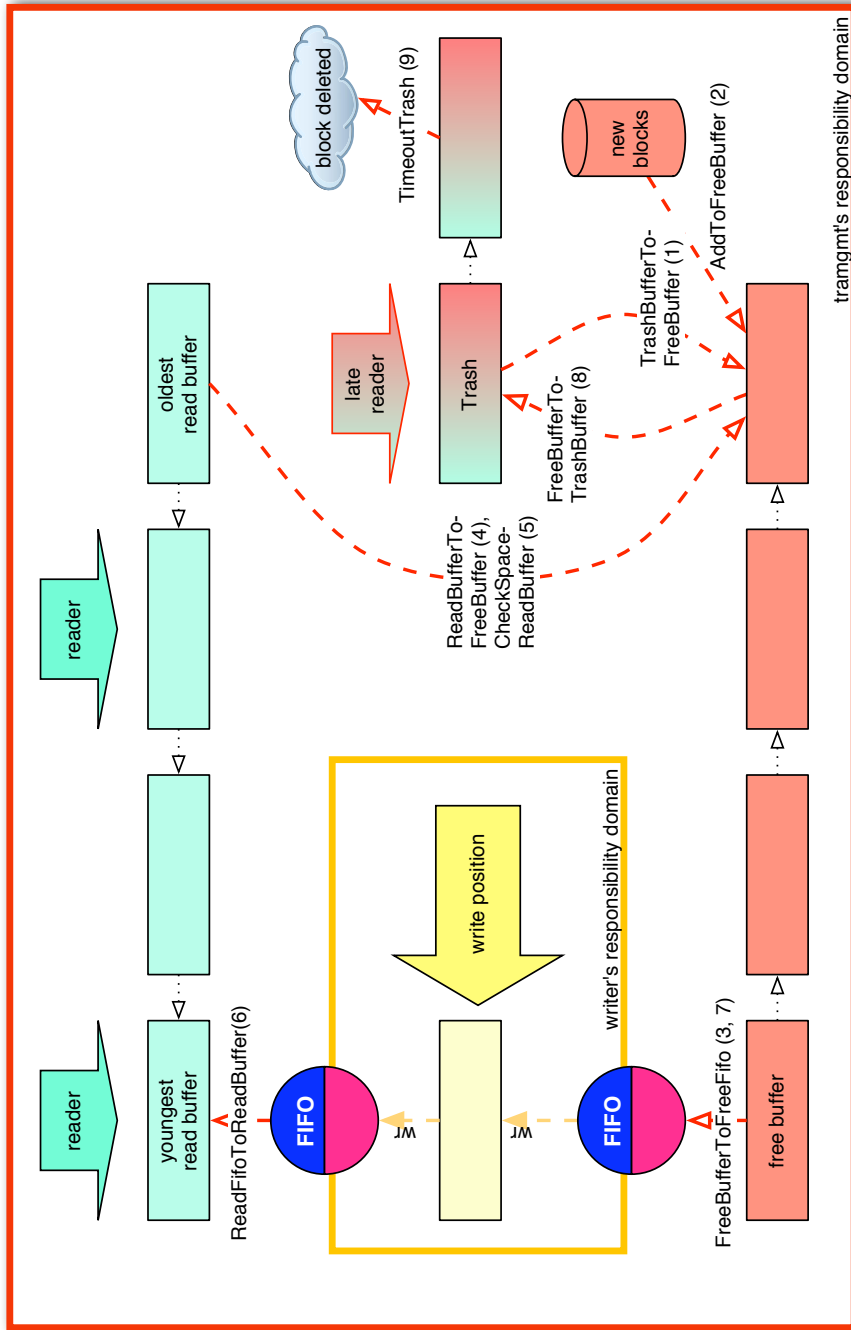 reader
reader
youngest
read buffer
oldest
read buffer
block deleted
ReadFifoToReadBuffer(6)
TimeoutTrash (9)
FIFO
late
reader
wr
write position
Trash
ReadBufferTo-
FreeBuffer (4),
CheckSpace-
ReadBuffer (5)
FreeBufferTo-
TrashBuffer (8)
wr
new
blocks
FIFO
writer's responsibility domain
TrashBufferTo-
FreeBuffer (1)
AddToFreeBuffer (2)
FreeBufferToFreeFifo (3, 7)
free buffer
tramgmt's responsibility domain